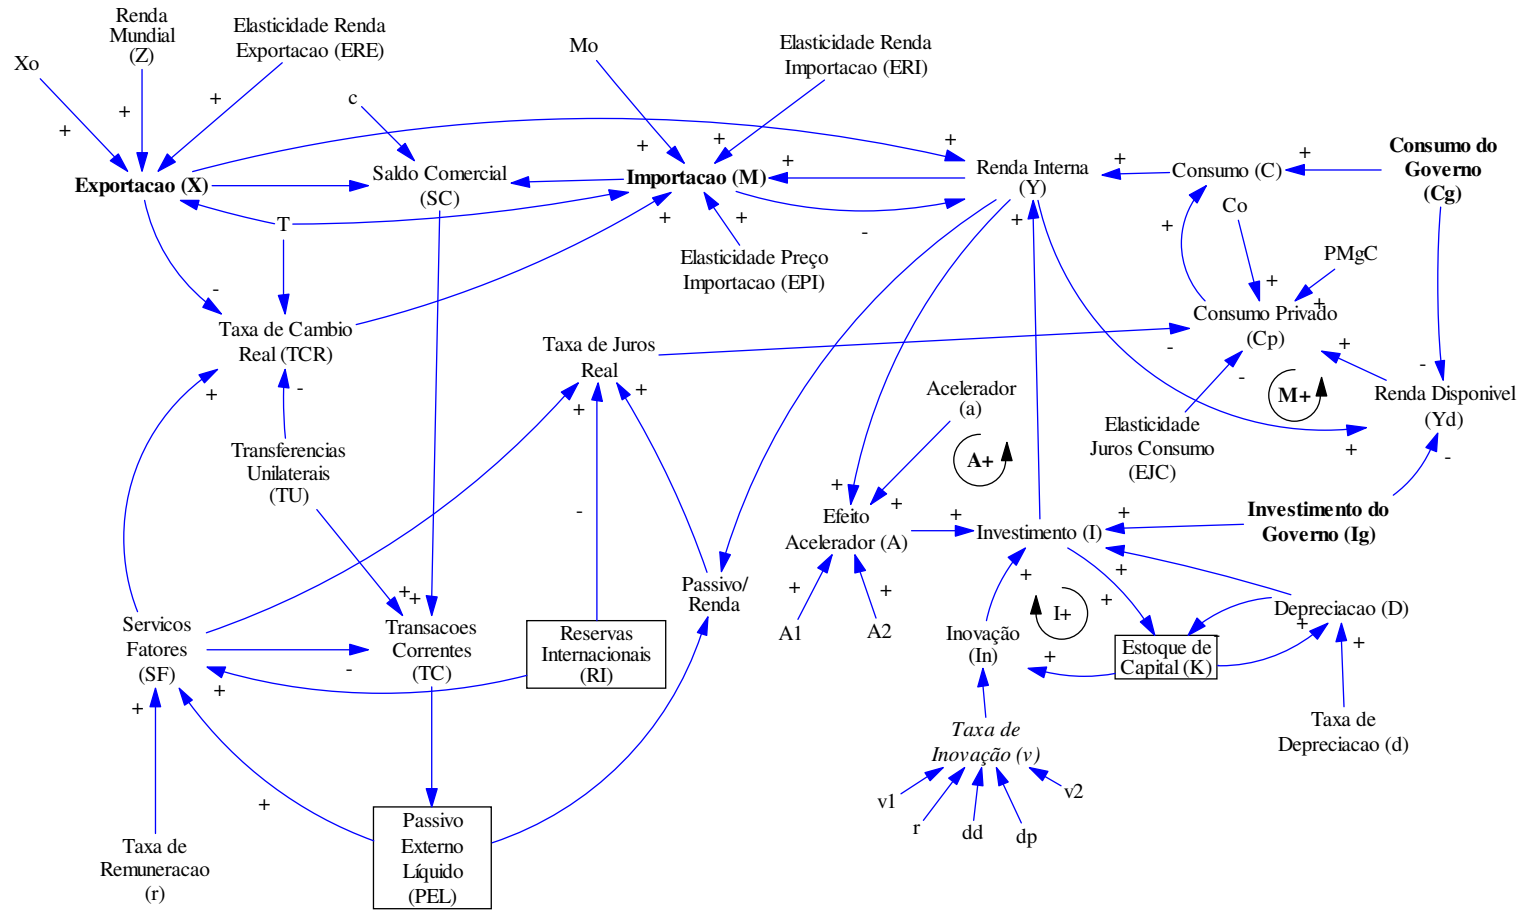 Renda
Mundial
(Z)
Elasticidade Renda
Exportacao (ERE)
Xo
Mo
Elasticidade Renda
Importacao (ERI)
c
+
+
+
+
+
+
+
+
+
+
Exportacao (X)
Saldo Comercial
(SC)
Importacao (M)
Renda Interna
(Y)
Consumo (C)
Consumo do
Governo
(Cg)
T
+
+
-
+
+
Co
Elasticidade Preço
Importacao (EPI)
PMgC
-
+
+
Taxa de Cambio
Real (TCR)
Consumo Privado
(Cp)
Taxa de Juros
Real
-
+
-
-
M+
+
-
+
+
Acelerador
(a)
Renda Disponivel
(Yd)
Elasticidade
Juros Consumo
(EJC)
+
-
Transferencias
Unilaterais
(TU)
A+
+
+
-
Efeito
Acelerador (A)
+
Investimento (I)
+
Investimento do
Governo (Ig)
+
+
+
+
+
Passivo/
Renda
+
+
I+
Depreciacao (D)
+
-
+
A1
A2
Servicos
Fatores
(SF)
Transacoes
Correntes
(TC)
-
Reservas
Internacionais
(RI)
Inovação
(In)
+
Estoque de
Capital (K)
+
+
Taxa de
Inovação (v)
Taxa de
Depreciacao (d)
v1
r
dd
dp
v2
+
Taxa de
Remuneracao
(r)
Passivo
Externo
Líquido
(PEL)